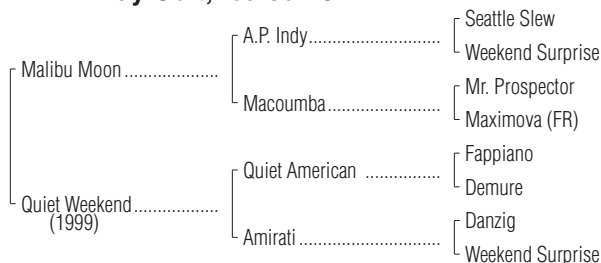 Seattle Slew
A.P. Indy
Weekend Surprise
Malibu Moon
Mr. Prospector
Macoumba
Maximova (FR)
Fappiano
Quiet American
Demure
Quiet Weekend
(1999)
Danzig
Amirati
Weekend Surprise